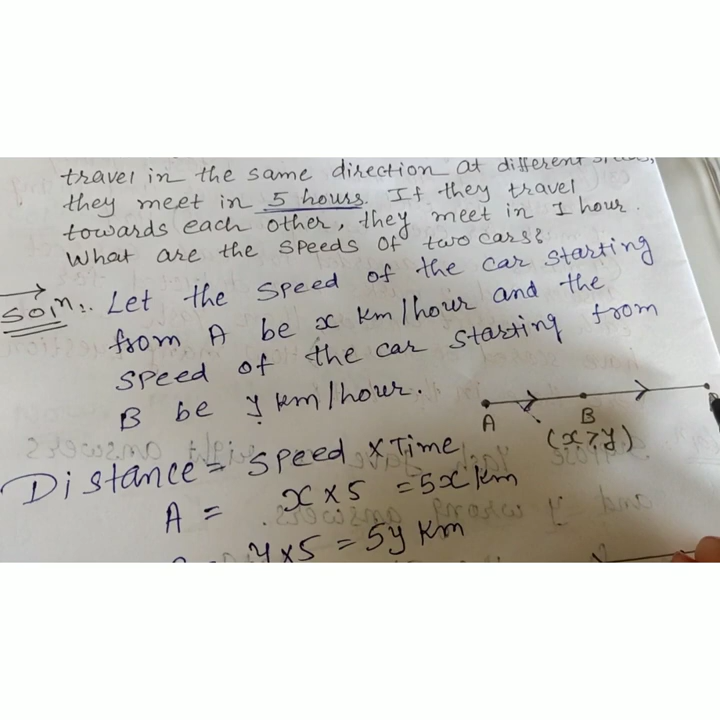 travel in the same direction at different
they meet in 5 hours. If they travel
towards each other, they meet in 1 hour.
What are the speeds of two cars?
Soln:. Let the speed of the car starting
from A be x km/hour and the
speed of the car starting from
B be y km/hour.
A B
(x>y)
Distance = Speed x Time
A = x x 5 = 5x km
y x 5 = 5y km